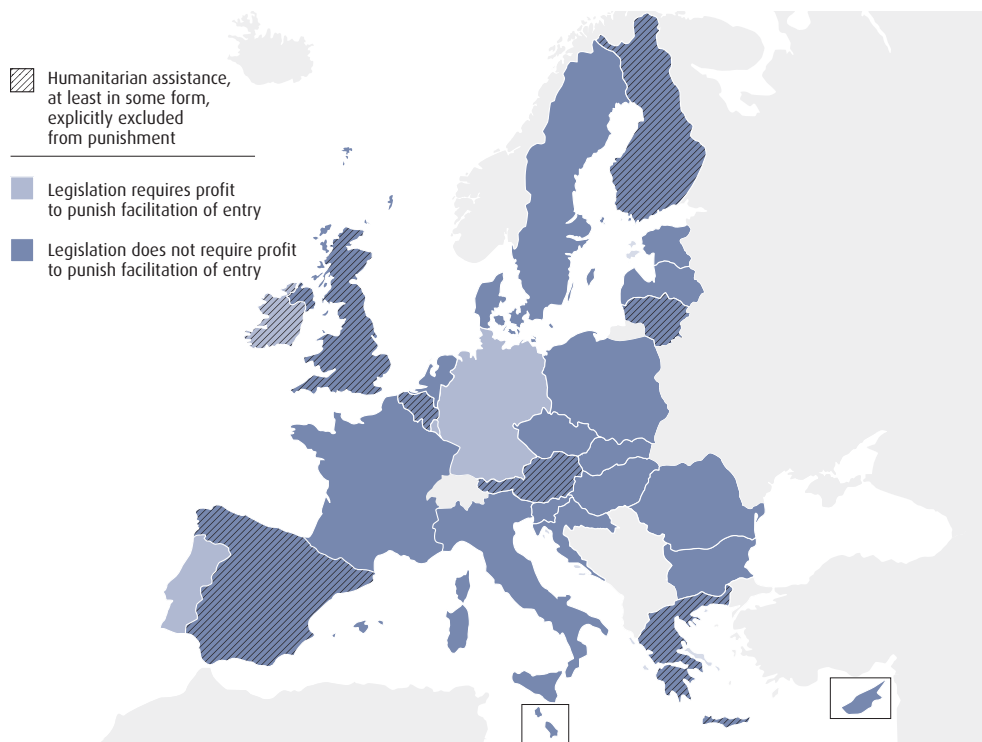 Humanitarian assistance,
at least in some form,
explicitly excluded
from punishment
Legislation requires profit
to punish facilitation of entry
Legislation does not require profit
to punish facilitation of entry